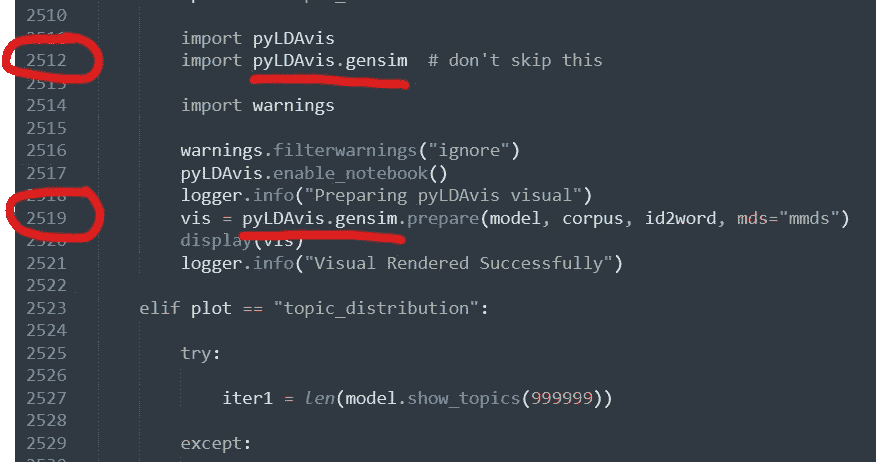 2510
2511 import pyLDAvis
2512 import pyLDAvis.gensim # don't skip this
2513
2514 import warnings
2515
2516 warnings.filterwarnings("ignore")
2517 pyLDAvis.enable_notebook()
2518 logger.info("Preparing pyLDAvis visual")
2519 vis = pyLDAvis.gensim.prepare(model, corpus, id2word, mds="mmds")
2520 display(vis)
2521 logger.info("Visual Rendered Successfully")
2522
2523 elif plot == "topic_distribution":
2524
2525 try:
2526
2527 iter1 = len(model.show_topics(999999))
2528
2529 except: